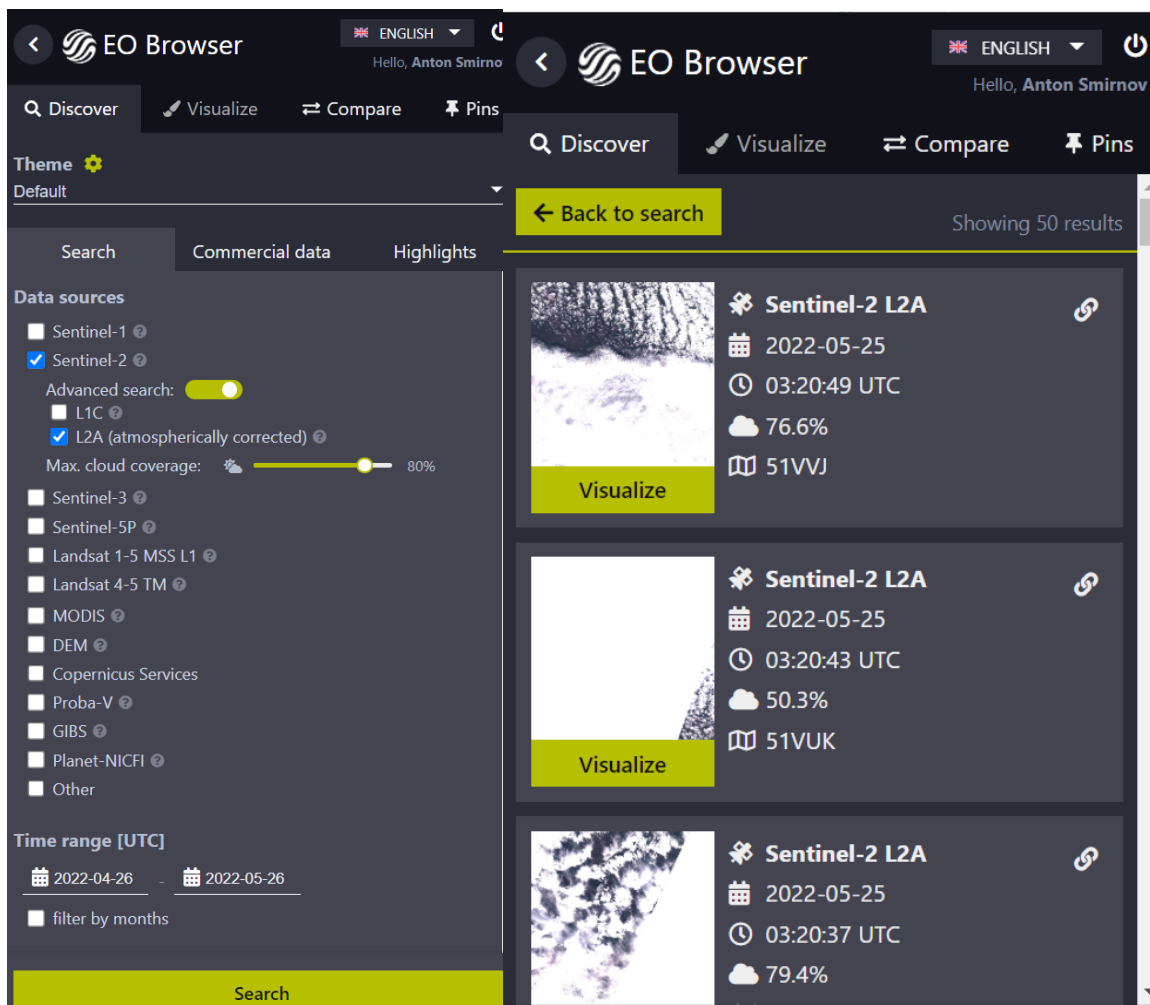 EO Browser
ENGLISH
Hello, Anton Smirno
Discover Visualize Compare Pins
Theme
Default
Search Commercial data Highlights
Data sources
Sentinel-1
Sentinel-2
Advanced search:
L1C
L2A (atmospherically corrected)
Max. cloud coverage: 80%
Sentinel-3
Sentinel-5P
Landsat 1-5 MSS L1
Landsat 4-5 TM
MODIS
DEM
Copernicus Services
Proba-V
GIBS
Planet-NICFI
Other
Time range [UTC]
2022-04-26 - 2022-05-26
filter by months
Search
EO Browser
ENGLISH
Hello, Anton Smirnov
Discover Visualize Compare Pins
Back to search
Showing 50 results
Sentinel-2 L2A
2022-05-25
03:20:49 UTC
76.6%
51VVJ
Visualize
Sentinel-2 L2A
2022-05-25
03:20:43 UTC
50.3%
51VUK
Visualize
Sentinel-2 L2A
2022-05-25
03:20:37 UTC
79.4%